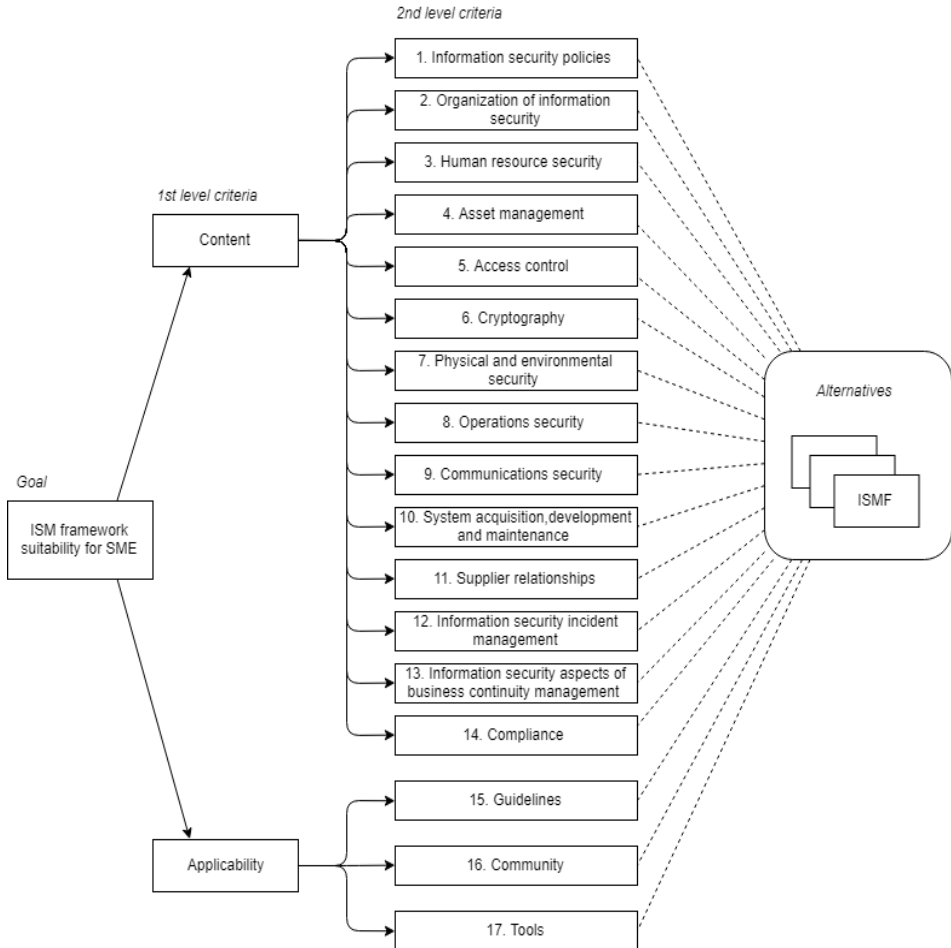 2nd level criteria
1. Information security policies
2. Organization of information
security
3. Human resource security
1st level criteria
4. Asset management
Content
5. Access control
6. Cryptography
7. Physical and environmental
security
Alternatives
8. Operations security
9. Communications security
Goal
ISMF
ISM framework
suitability for SME
10. System acquisition,development
and maintenance
11. Supplier relationships
12. Information security incident
management
13. Information security aspects of
business continuity management
14. Compliance
15. Guidelines
Applicability
16. Community
17. Tools